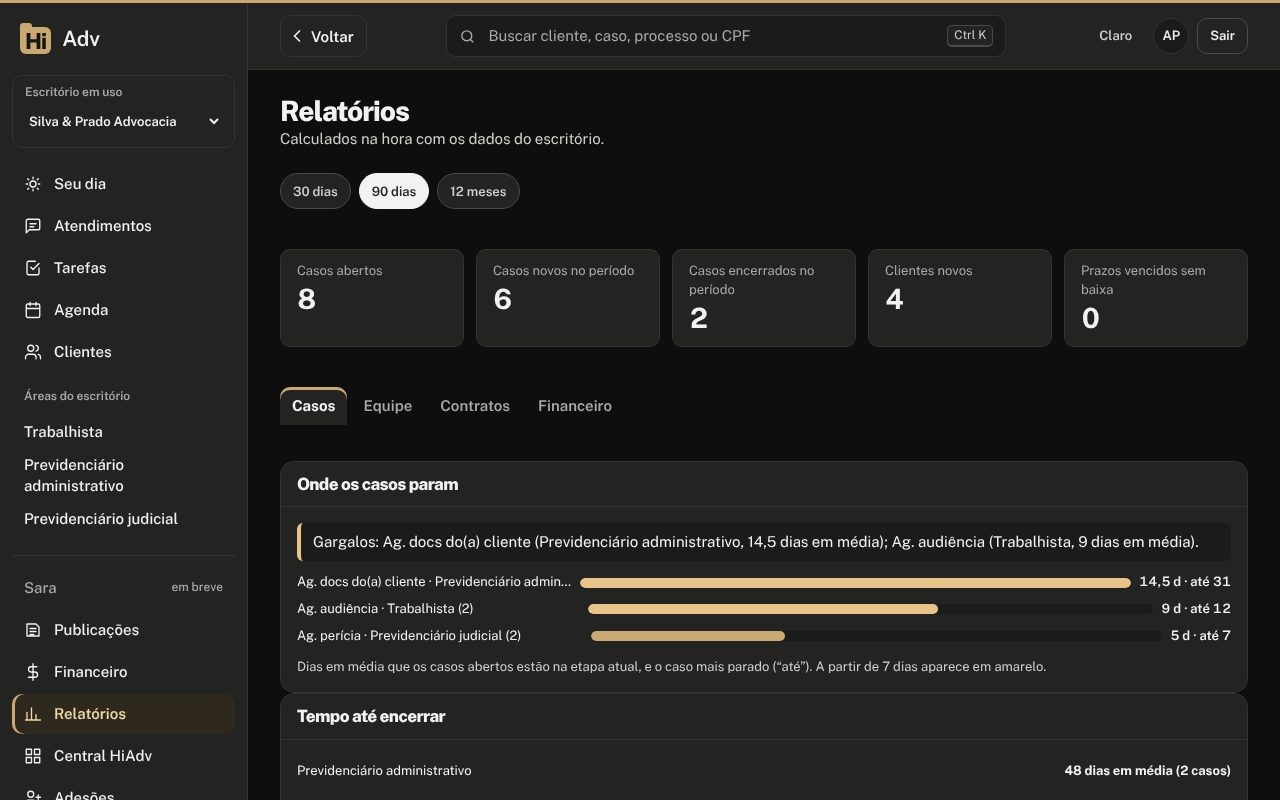 Hi Adv
Escritório em uso
Silva & Prado Advocacia
Seu dia
Atendimentos
Tarefas
Agenda
Clientes
Áreas do escritório
Trabalhista
Previdenciário
administrativo
Previdenciário judicial
Sara em breve
Publicações
Financeiro
Relatórios
Central HiAdv
Adesões
Voltar
Buscar cliente, caso, processo ou CPF
Ctrl K
Claro
AP
Sair
Relatórios
Calculados na hora com os dados do escritório.
30 dias
90 dias
12 meses
Casos abertos
8
Casos novos no período
6
Casos encerrados no
período
2
Clientes novos
4
Prazos vencidos sem
baixa
0
Casos
Equipe
Contratos
Financeiro
Onde os casos param
Gargalos: Ag. docs do(a) cliente (Previdenciário administrativo, 14,5 dias em média); Ag. audiência (Trabalhista, 9 dias em média).
Ag. docs do(a) cliente · Previdenciário admin... 14,5 d · até 31
Ag. audiência · Trabalhista (2) 9 d · até 12
Ag. perícia · Previdenciário judicial (2) 5 d · até 7
Dias em média que os casos abertos estão na etapa atual, e o caso mais parado (“até”). A partir de 7 dias aparece em amarelo.
Tempo até encerrar
Previdenciário administrativo 48 dias em média (2 casos)